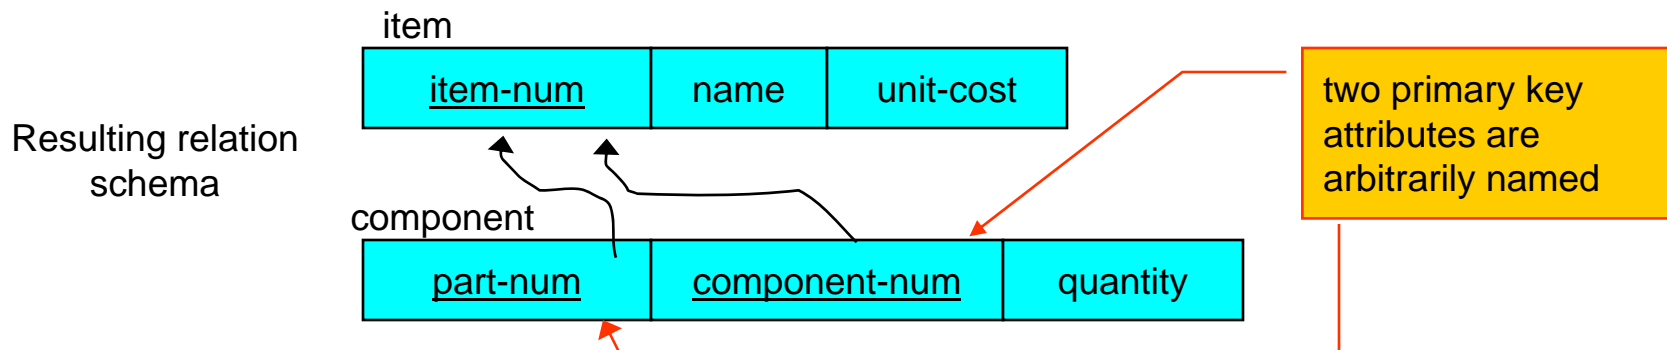 item
item-num name unit-cost
Resulting relation
schema
two primary key
attributes are
arbitrarily named
component
part-num component-num quantity